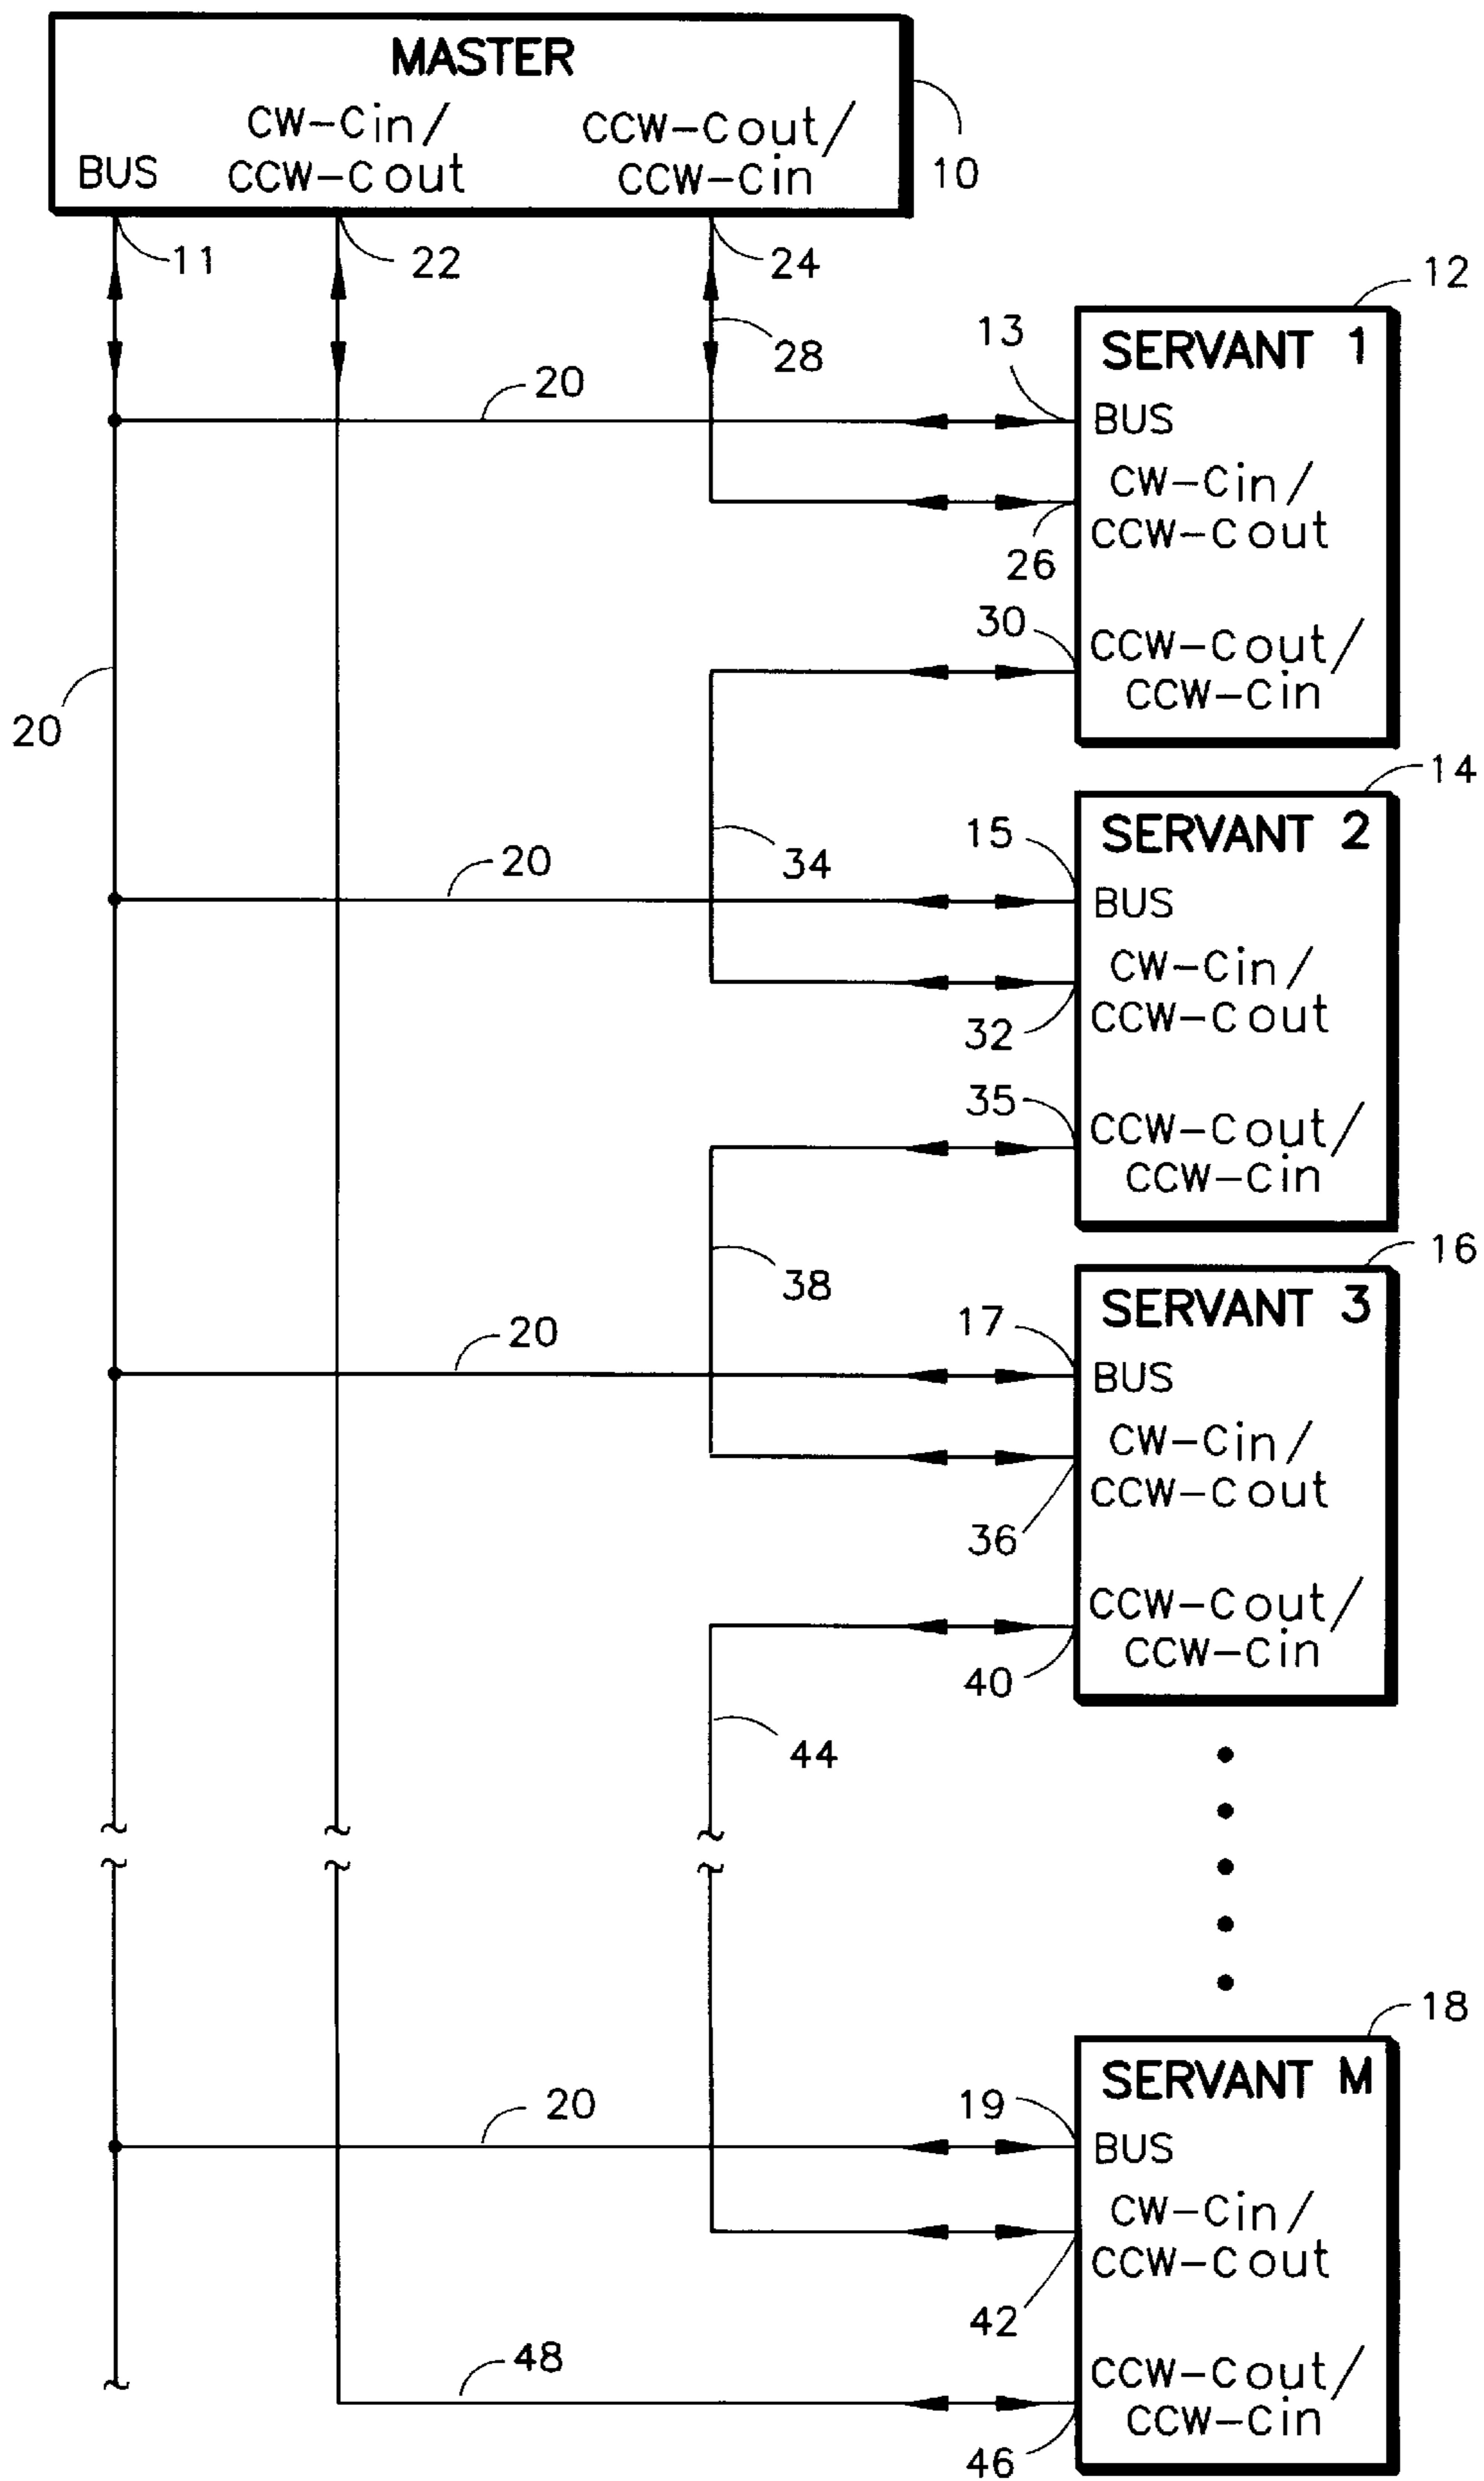 MASTER
CW-Cin/ CCW-Cout/
BUS CCW-Cout CCW-Cin
10
11 22 24
12
28
13
SERVANT 1
20
BUS
CW-Cin/
CCW-Cout
26
30
CCW-Cout/
CCW-Cin
20
14
SERVANT 2
15
34
20
BUS
CW-Cin/
CCW-Cout
32
35
CCW-Cout/
CCW-Cin
16
38
SERVANT 3
17
20
BUS
CW-Cin/
CCW-Cout
36
CCW-Cout/
CCW-Cin
40
44
18
SERVANT M
19
20
BUS
CW-Cin/
CCW-Cout
42
48
CCW-Cout/
CCW-Cin
46